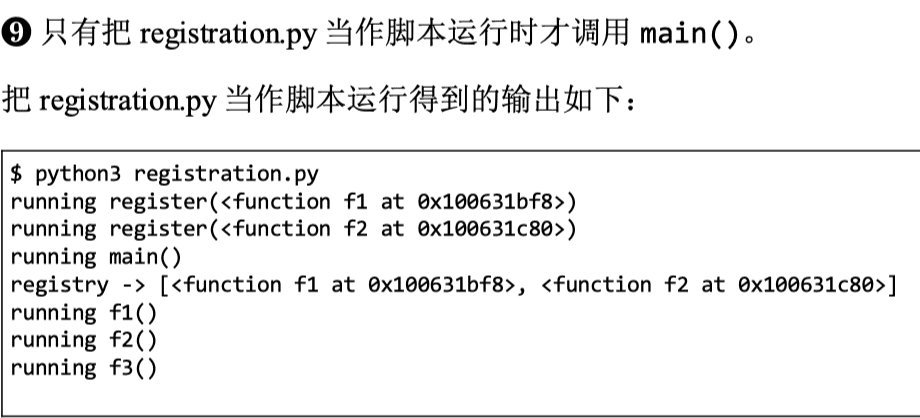 ❾ 只有把 registration.py 当作脚本运行时才调用 main()。
把 registration.py 当作脚本运行得到的输出如下：
$ python3 registration.py
running register(<function f1 at 0x100631bf8>)
running register(<function f2 at 0x100631c80>)
running main()
registry -> [<function f1 at 0x100631bf8>, <function f2 at 0x100631c80>]
running f1()
running f2()
running f3()